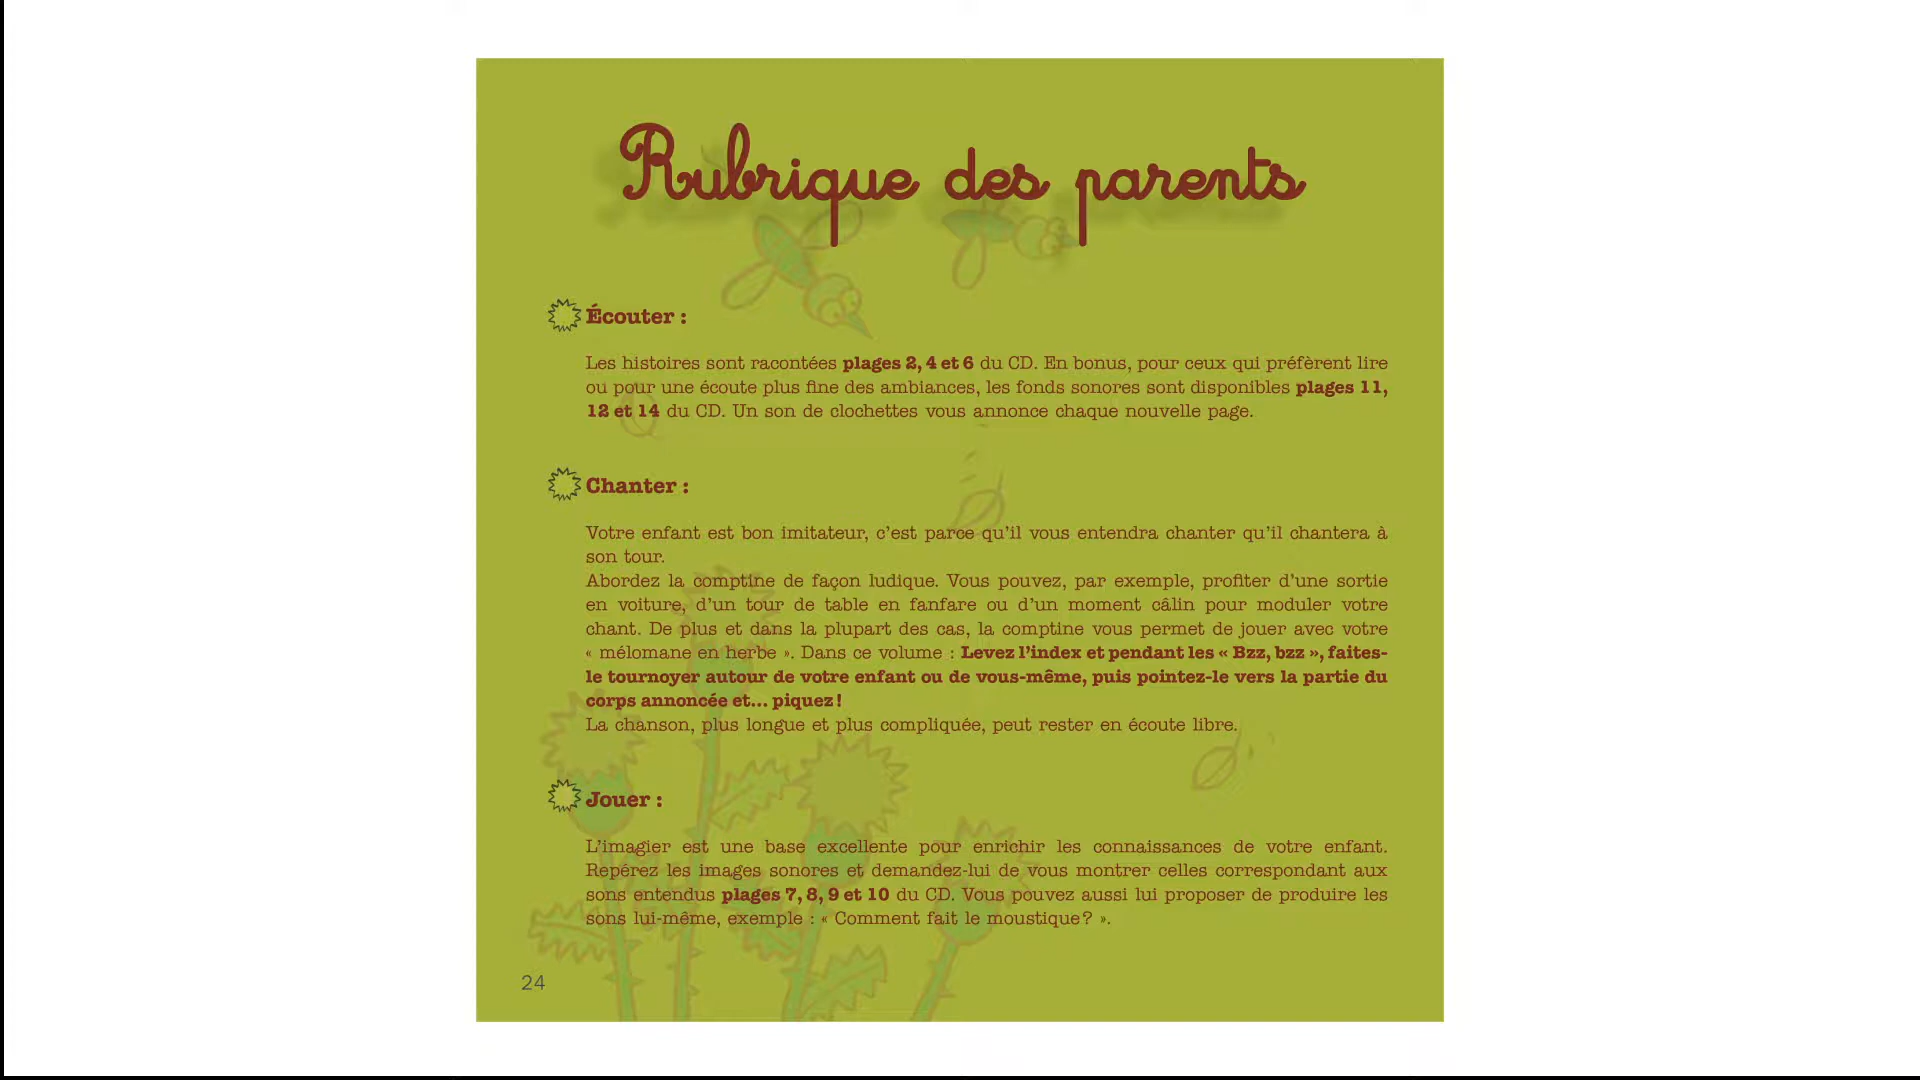 Rubrique des parents
Écouter :
Les histoires sont racontées plages 2, 4 et 6 du CD. En bonus, pour ceux qui préfèrent lire
ou pour une écoute plus fine des ambiances, les fonds sonores sont disponibles plages 11,
12 et 14 du CD. Un son de clochettes vous annonce chaque nouvelle page.
Chanter :
Votre enfant est bon imitateur, c'est parce qu'il vous entendra chanter qu'il chantera à
son tour.
Abordez la comptine de façon ludique. Vous pouvez, par exemple, profiter d'une sortie
en voiture, d'un tour de table en fanfare ou d'un moment câlin pour moduler votre
chant. De plus et dans la plupart des cas, la comptine vous permet de jouer avec votre
« mélomane en herbe ». Dans ce volume : Levez l'index et pendant les « Bzz, bzz », faites-
le tournoyer autour de votre enfant ou de vous-même, puis pointez-le vers la partie du
corps annoncée et... piquez !
La chanson, plus longue et plus compliquée, peut rester en écoute libre.
Jouer :
L'imagier est une base excellente pour enrichir les connaissances de votre enfant.
Repérez les images sonores et demandez-lui de vous montrer celles correspondant aux
sons entendus plages 7, 8, 9 et 10 du CD. Vous pouvez aussi lui proposer de produire les
sons lui-même, exemple : « Comment fait le moustique ? ».
24